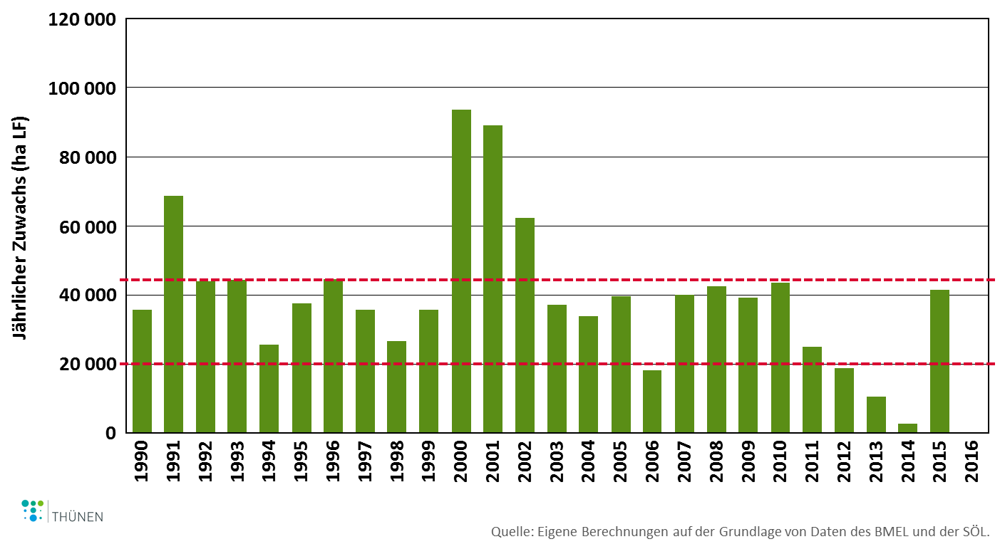 Jährlicher Zuwachs (ha LF)
120 000
100 000
80 000
60 000
40 000
20 000
0
1990 1991 1992 1993 1994 1995 1996 1997 1998 1999 2000 2001 2002 2003 2004 2005 2006 2007 2008 2009 2010 2011 2012 2013 2014 2015 2016
THÜNEN
Quelle: Eigene Berechnungen auf der Grundlage von Daten des BMEL und der SÖL.